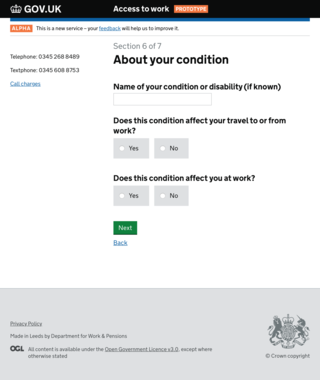 GOV.UK
Access to work PROTOTYPE
ALPHA This is a new service – your feedback will help us to improve it.
Telephone: 0345 268 8489
Textphone: 0345 608 8753
Call charges
Section 6 of 7
About your condition
Name of your condition or disability (if known)
Does this condition affect your travel to or from
work?
Yes No
Does this condition affect you at work?
Yes No
Next
Back
Privacy Policy
Made in Leeds by Department for Work & Pensions
OGL All content is available under the Open Government Licence v3.0, except where
otherwise stated
© Crown copyright